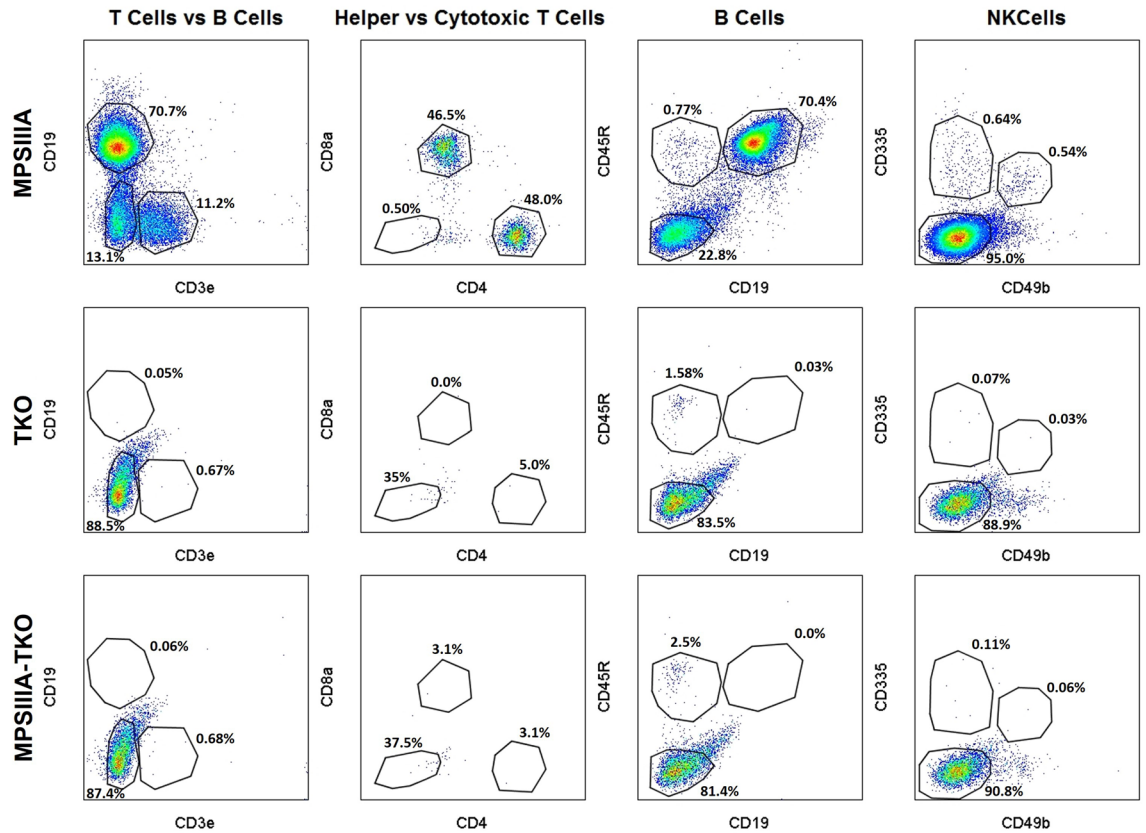 T Cells vs B Cells
Helper vs Cytotoxic T Cells
B Cells
NKCells
MPSIIIA
CD19
70.7%
11.2%
13.1%
CD3e
CD8a
46.5%
0.50%
48.0%
CD4
CD45R
0.77%
70.4%
22.8%
CD19
CD335
0.64%
0.54%
95.0%
CD49b
TKO
CD19
0.05%
0.67%
88.5%
CD3e
CD8a
0.0%
35%
5.0%
CD4
CD45R
1.58%
0.03%
83.5%
CD19
CD335
0.07%
0.03%
88.9%
CD49b
MPSIIIA-TKO
CD19
0.06%
0.68%
87.4%
CD3e
CD8a
3.1%
37.5%
3.1%
CD4
CD45R
2.5%
0.0%
81.4%
CD19
CD335
0.11%
0.06%
90.8%
CD49b